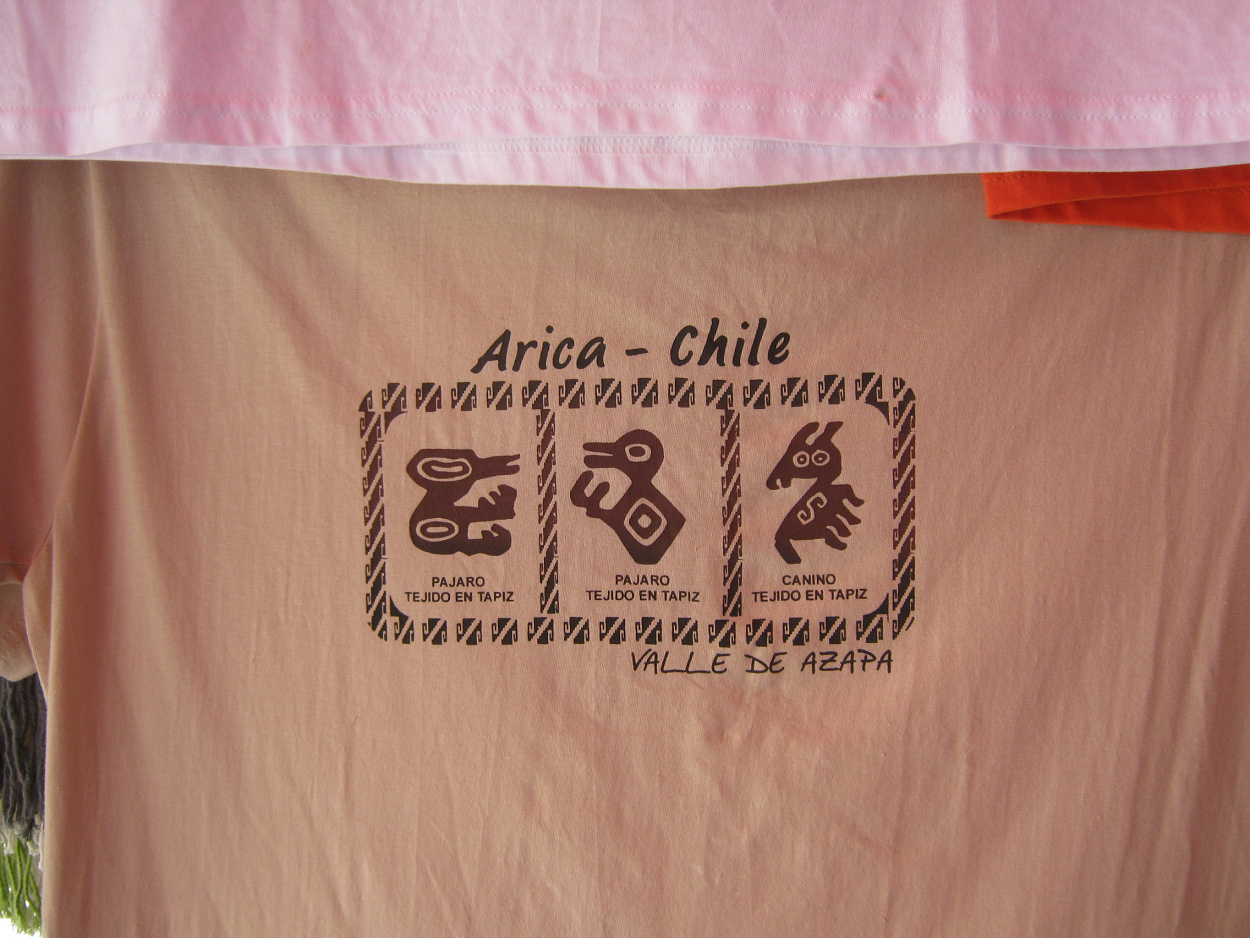 Arica - Chile
PAJARO
TEJIDO EN TAPIZ
PAJARO
TEJIDO EN TAPIZ
CANINO
TEJIDO EN TAPIZ
VALLE DE AZAPA